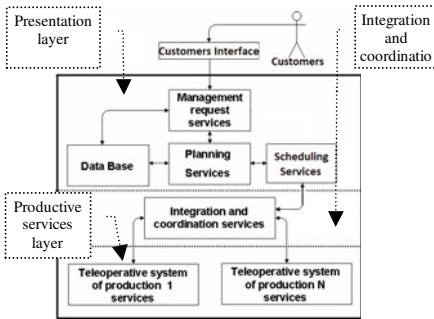 Presentation
layer
Integration
and
coordinatio
Customers Interface
Customers
Management
request
services
Data Base
Planning
Services
Scheduling
Services
Productive
services
layer
Integration and
coordination services
Teleoperative system
of production 1
services
Teleoperative system
of production N
services